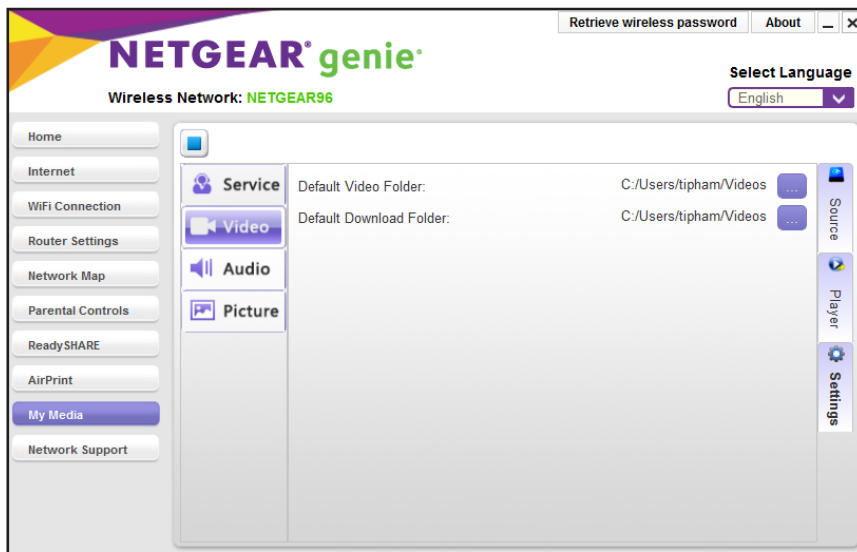 Retrieve wireless password
About
NETGEAR® genie®
Select Language
Wireless Network: NETGEAR96
English
Home
Internet
WiFi Connection
Router Settings
Network Map
Parental Controls
ReadySHARE
AirPrint
My Media
Network Support
Service
Video
Audio
Picture
Default Video Folder: C:/Users/tipham/Videos ...
Default Download Folder: C:/Users/tipham/Videos ...
Source
Player
Settings